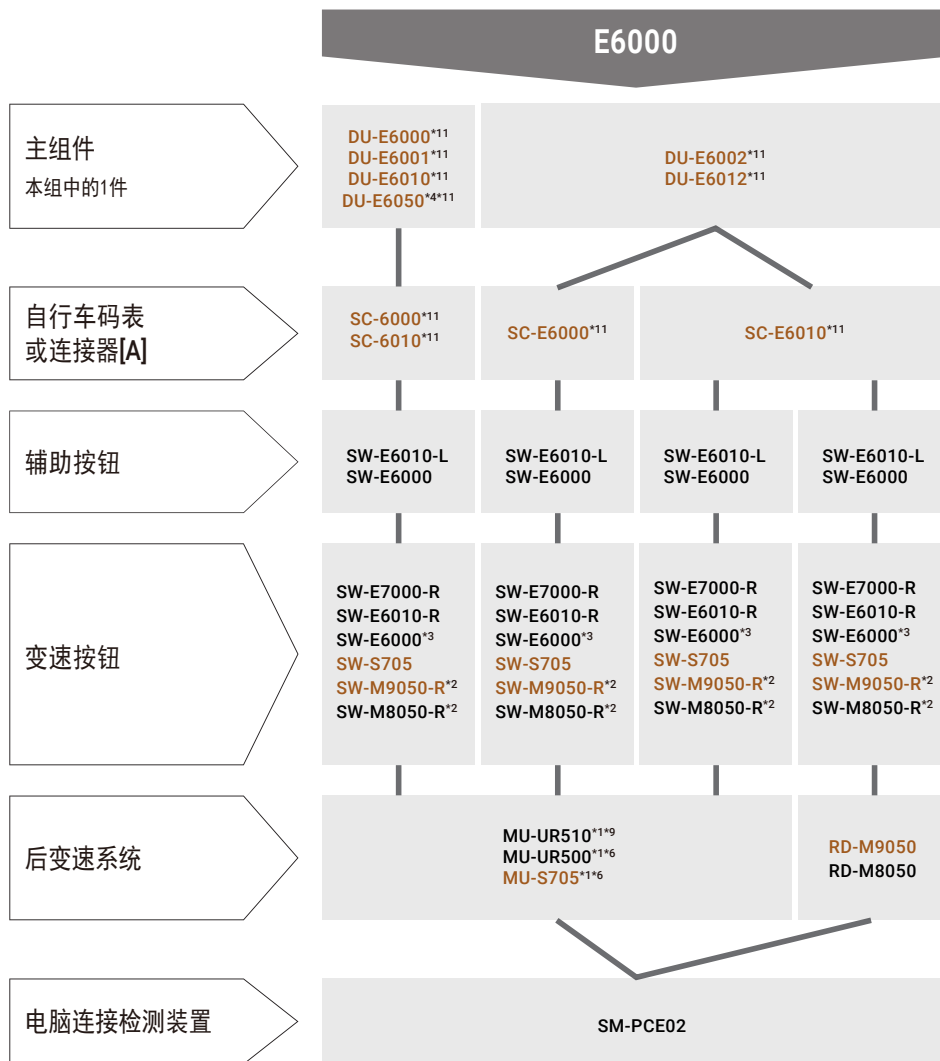 E6000
主组件
本组中的1件
DU-E6000*11
DU-E6001*11
DU-E6010*11
DU-E6050*4*11
DU-E6002*11
DU-E6012*11
自行车码表
或连接器[A]
SC-6000*11
SC-6010*11
SC-E6000*11
SC-E6010*11
辅助按钮
SW-E6010-L
SW-E6000
SW-E6010-L
SW-E6000
SW-E6010-L
SW-E6000
SW-E6010-L
SW-E6000
变速按钮
SW-E7000-R
SW-E6010-R
SW-E6000*3
SW-S705
SW-M9050-R*2
SW-M8050-R*2
SW-E7000-R
SW-E6010-R
SW-E6000*3
SW-S705
SW-M9050-R*2
SW-M8050-R*2
SW-E7000-R
SW-E6010-R
SW-E6000*3
SW-S705
SW-M9050-R*2
SW-M8050-R*2
SW-E7000-R
SW-E6010-R
SW-E6000*3
SW-S705
SW-M9050-R*2
SW-M8050-R*2
后变速系统
MU-UR510*1*9
MU-UR500*1*6
MU-S705*1*6
RD-M9050
RD-M8050
电脑连接检测装置
SM-PCE02